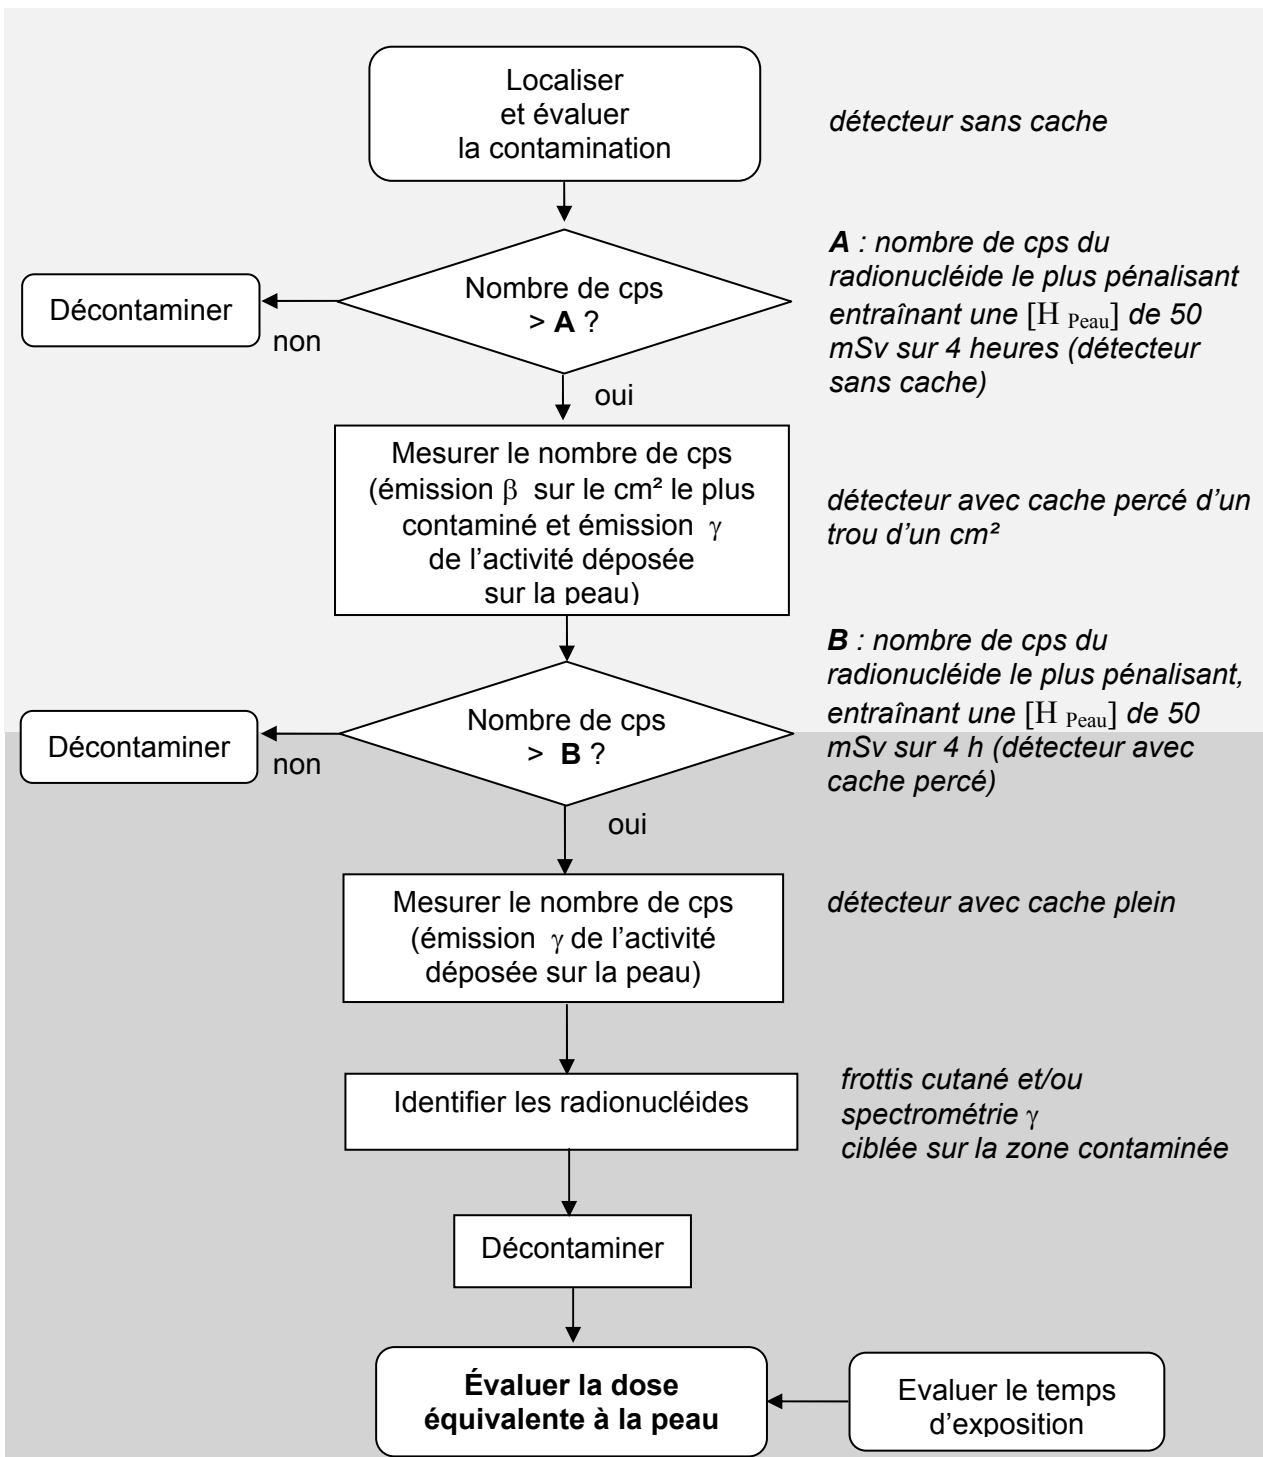 Localiser
et évaluer
la contamination
détecteur sans cache
Nombre de cps
> A ?
A : nombre de cps du
radionucléide le plus pénalisant
entraînant une [H Peau] de 50
mSv sur 4 heures (détecteur
sans cache)
Décontaminer
non
oui
Mesurer le nombre de cps
(émission β sur le cm² le plus
contaminé et émission γ
de l’activité déposée
sur la peau)
détecteur avec cache percé d’un
trou d’un cm²
Nombre de cps
> B ?
B : nombre de cps du
radionucléide le plus pénalisant,
entraînant une [H Peau] de 50
mSv sur 4 h (détecteur avec
cache percé)
Décontaminer
non
oui
Mesurer le nombre de cps
(émission γ de l’activité
déposée sur la peau)
détecteur avec cache plein
Identifier les radionucléides
frottis cutané et/ou
spectrométrie γ
ciblée sur la zone contaminée
Décontaminer
Évaluer la dose
équivalente à la peau
Evaluer le temps
d’exposition